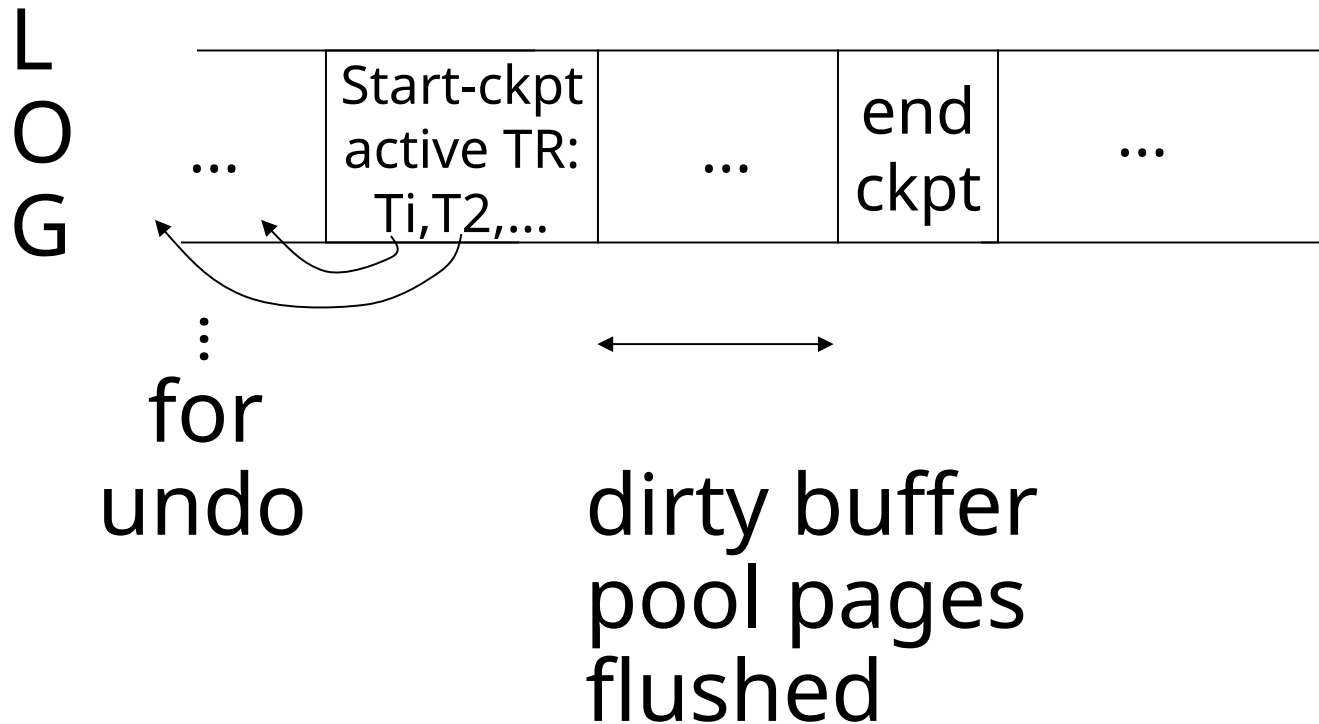 L
O
G
...
Start-ckpt
active TR:
Ti,T2,...
...
end
ckpt
...
...
for
undo
dirty buffer
pool pages
flushed